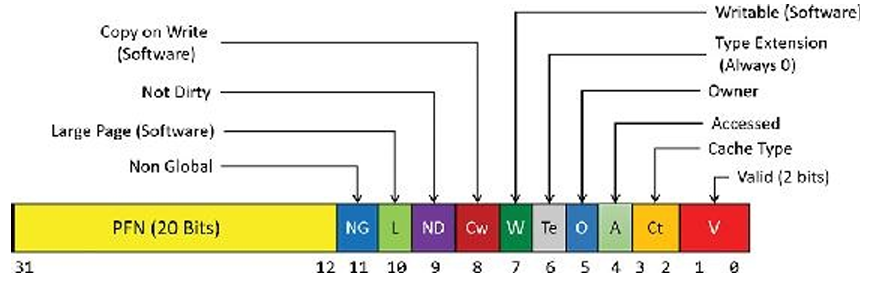 Writable (Software)
Copy on Write
(Software)
Type Extension
(Always 0)
Not Dirty
Owner
Large Page (Software)
Accessed
Cache Type
Non Global
Valid (2 bits)
PFN (20 Bits) NG L ND Cw W Te O A Ct V
31 12 11 10 9 8 7 6 5 4 3 2 1 0